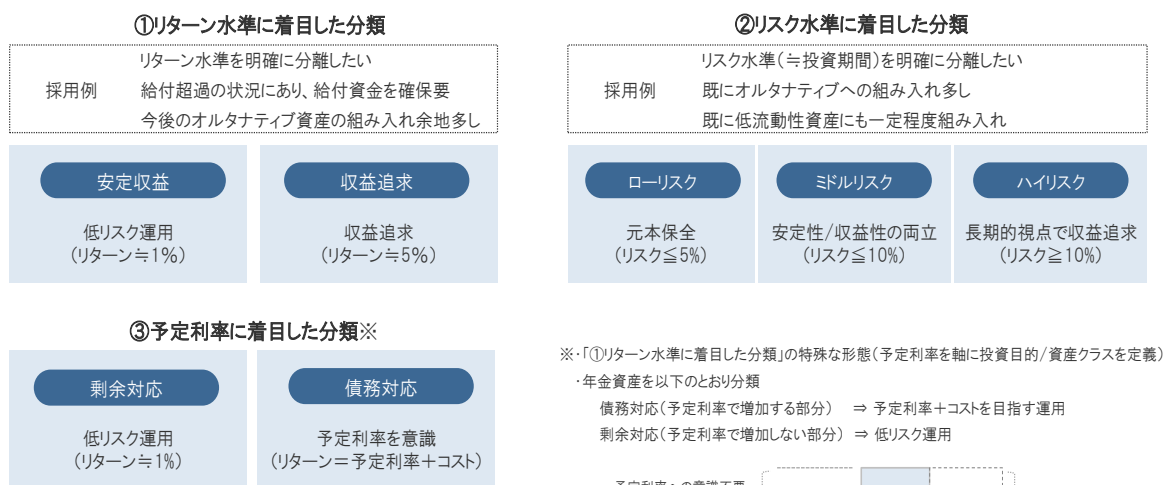 ①リターン水準に着目した分類
リターン水準を明確に分離したい
採用例 給付超過の状況にあり、給付資金を確保要
今後のオルタナティブ資産の組み入れ余地多し
安定収益 収益追求
低リスク運用 収益追求
(リターン≒1%) (リターン≒5%)
②リスク水準に着目した分類
リスク水準(≒投資期間)を明確に分離したい
採用例 既にオルタナティブへの組み入れ多し
既に低流動性資産にも一定程度組み入れ
ローリスク ミドルリスク ハイリスク
元本保全 安定性/収益性の両立 長期的視点で収益追求
(リスク≦5%) (リスク≦10%) (リスク≧10%)
③予定利率に着目した分類※
剰余対応 債務対応
低リスク運用 予定利率を意識
(リターン≒1%) (リターン=予定利率+コスト)
※・「①リターン水準に着目した分類」の特殊な形態(予定利率を軸に投資目的/資産クラスを定義)
・年金資産を以下のとおり分類
債務対応(予定利率で増加する部分) ⇒ 予定利率+コストを目指す運用
剰余対応(予定利率で増加しない部分) ⇒ 低リスク運用